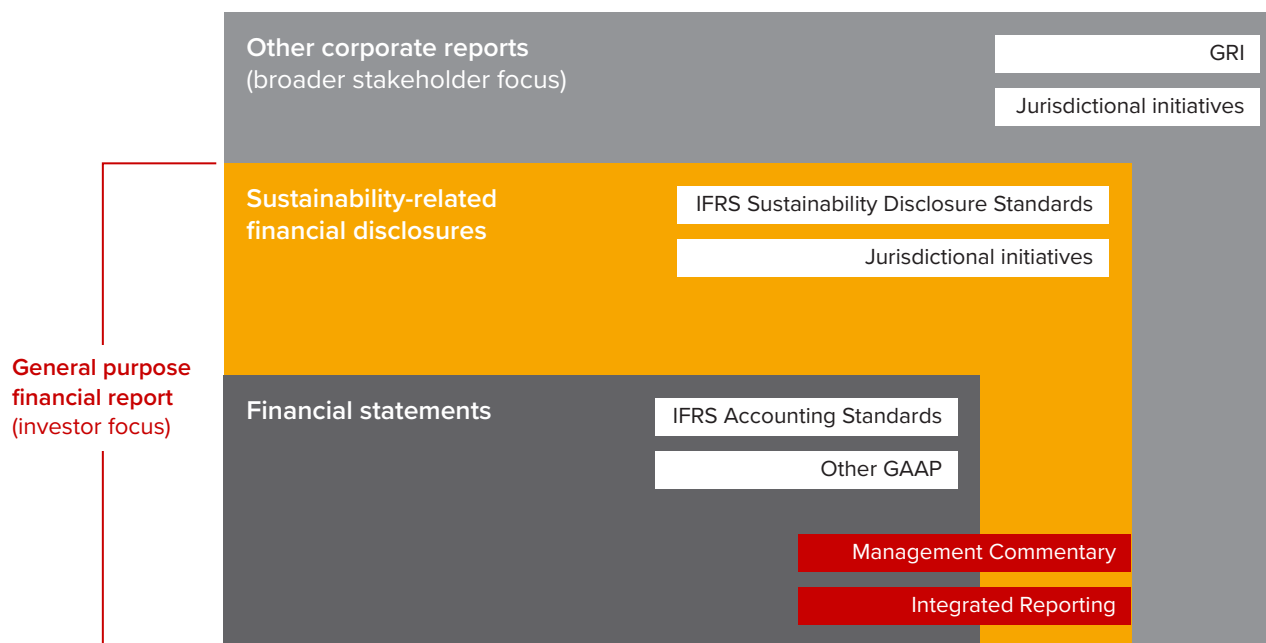 Other corporate reports
(broader stakeholder focus)
GRI
Jurisdictional initiatives
Sustainability-related
financial disclosures
IFRS Sustainability Disclosure Standards
Jurisdictional initiatives
General purpose
financial report
(investor focus)
Financial statements
IFRS Accounting Standards
Other GAAP
Management Commentary
Integrated Reporting